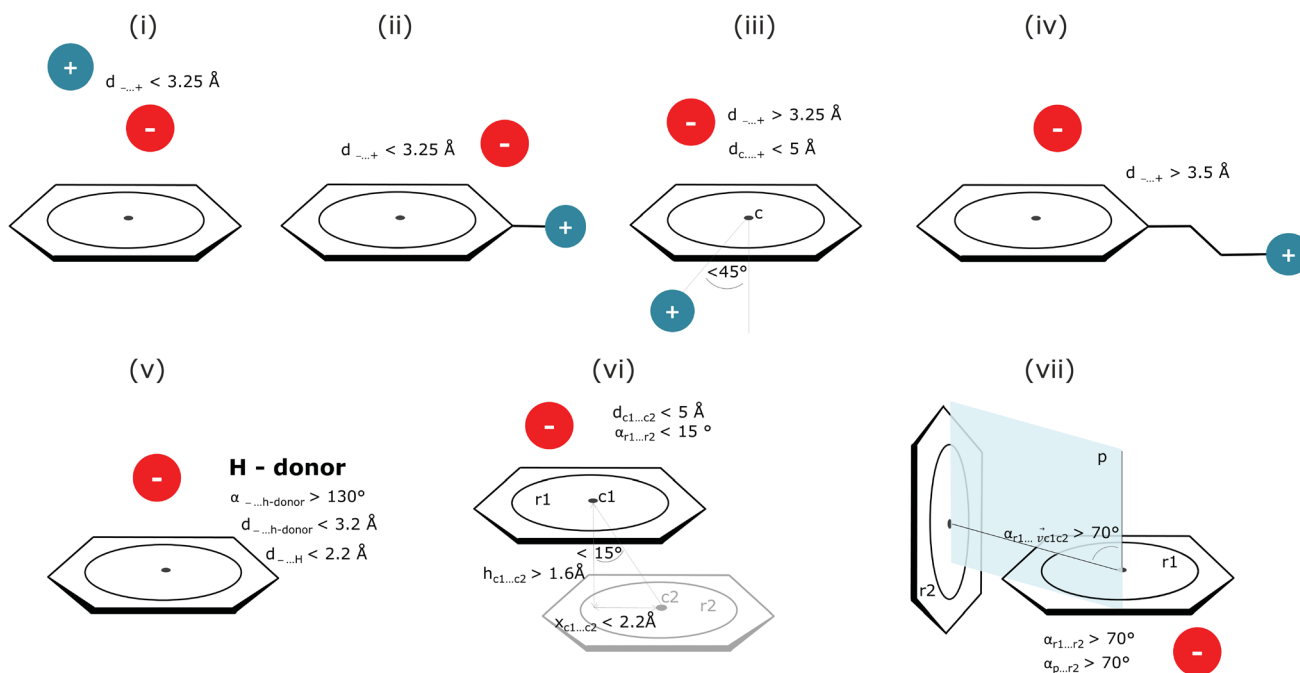 (i)
(ii)
(iii)
(iv)
+
d -...+ < 3.25 Å
-
d -...+ < 3.25 Å
-
+
-
d -...+ > 3.25 Å
d c....+ < 5 Å
c
<45°
+
-
d -...+ > 3.5 Å
+
(v)
(vi)
(vii)
-
H - donor
α -...h-donor > 130°
d -...h-donor < 3.2 Å
d -...H < 2.2 Å
-
d c1...c2 < 5 Å
α r1...r2 < 15 °
r1
c1
< 15°
h c1...c2 > 1.6Å
c2
r2
x c1...c2 < 2.2Å
p
α r1... v⃗c1c2 > 70°
r1
r2
α r1...r2 > 70°
α p...r2 > 70°
-